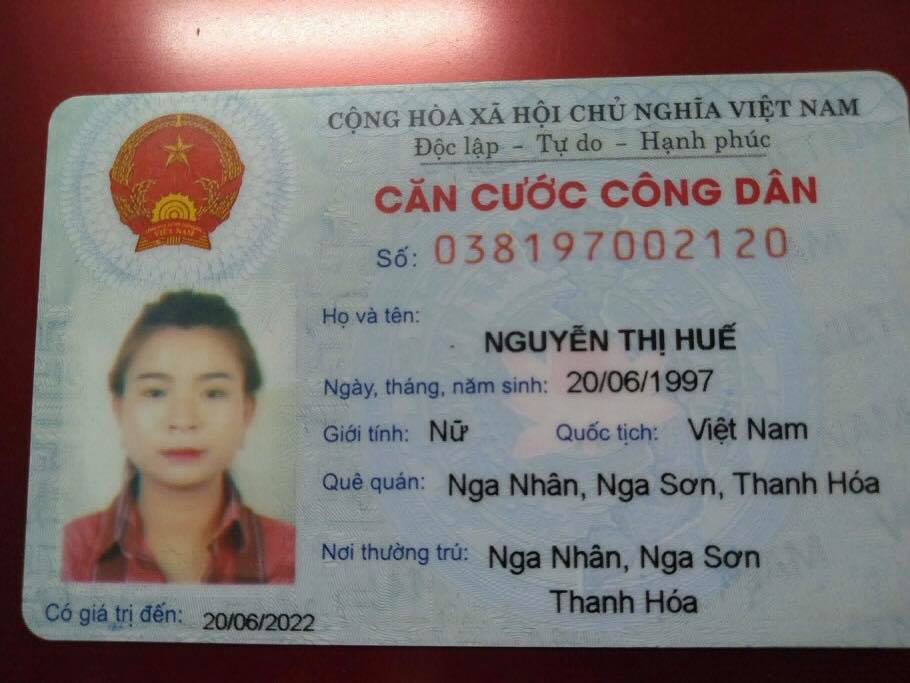 CỘNG HÒA XÃ HỘI CHỦ NGHĨA VIỆT NAM
Độc lập - Tự do - Hạnh phúc
CĂN CƯỚC CÔNG DÂN
Số: 038197002120
Họ và tên:
NGUYỄN THỊ HUẾ
Ngày, tháng, năm sinh: 20/06/1997
Giới tính: Nữ Quốc tịch: Việt Nam
Quê quán: Nga Nhân, Nga Sơn, Thanh Hóa
Nơi thường trú: Nga Nhân, Nga Sơn
Thanh Hóa
Có giá trị đến: 20/06/2022